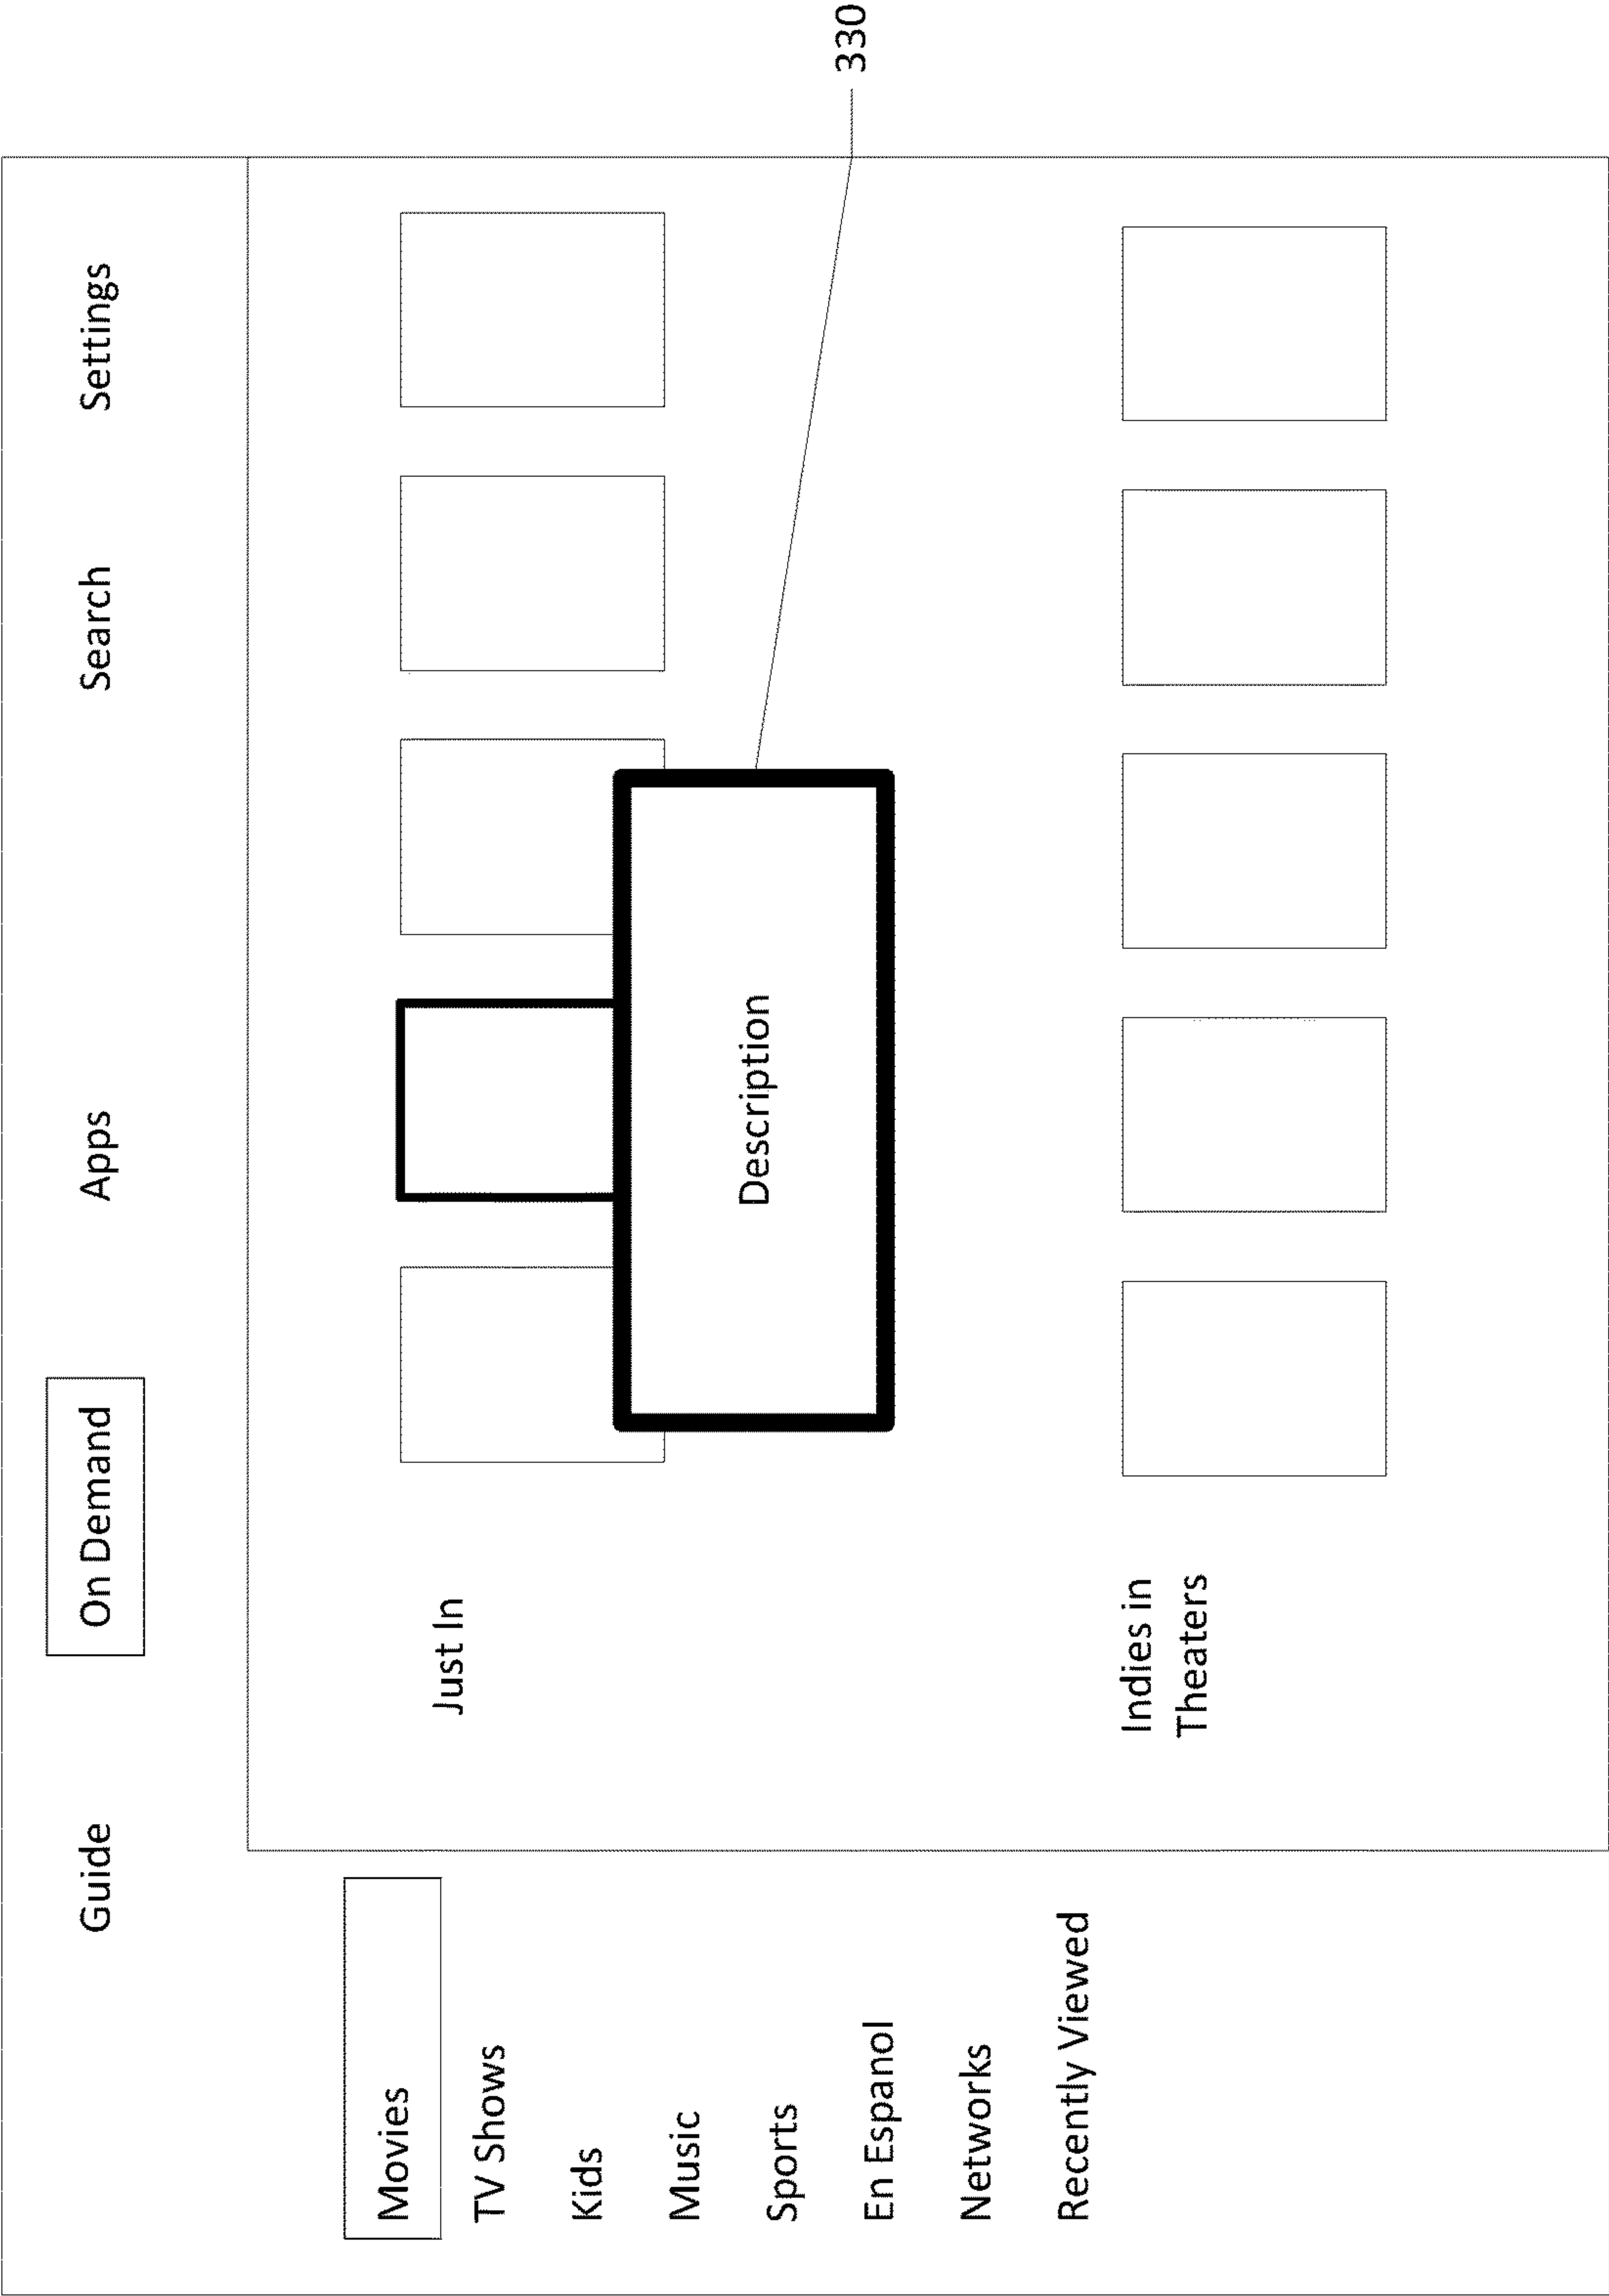 Guide
On Demand
Apps
Search
Settings
Movies
TV Shows
Kids
Music
Sports
En Espanol
Networks
Recently Viewed
Just In
Description
Indies in
Theaters
330